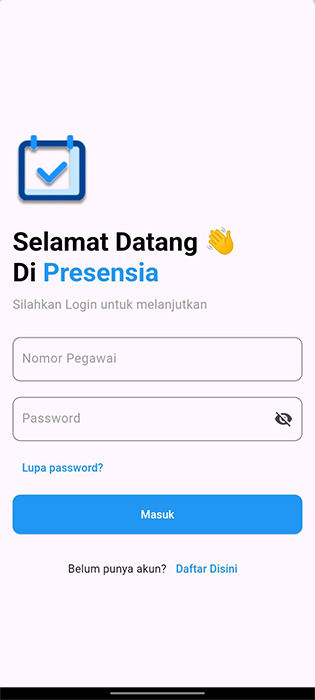 Selamat Datang 👋
Di Presensia
Silahkan Login untuk melanjutkan
Nomor Pegawai
Password
Lupa password?
Masuk
Belum punya akun? Daftar Disini